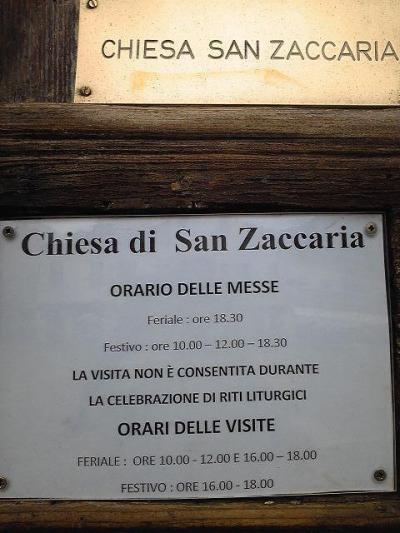 CHIESA SAN ZACCARIA
Chiesa di San Zaccaria
ORARIO DELLE MESSE
Feriale : ore 18.30
Festivo : ore 10.00 – 12.00 – 18.30
LA VISITA NON È CONSENTITA DURANTE
LA CELEBRAZIONE DI RITI LITURGICI
ORARI DELLE VISITE
FERIALE : ORE 10.00 - 12.00 E 16.00 – 18.00
FESTIVO : ORE 16.00 - 18.00